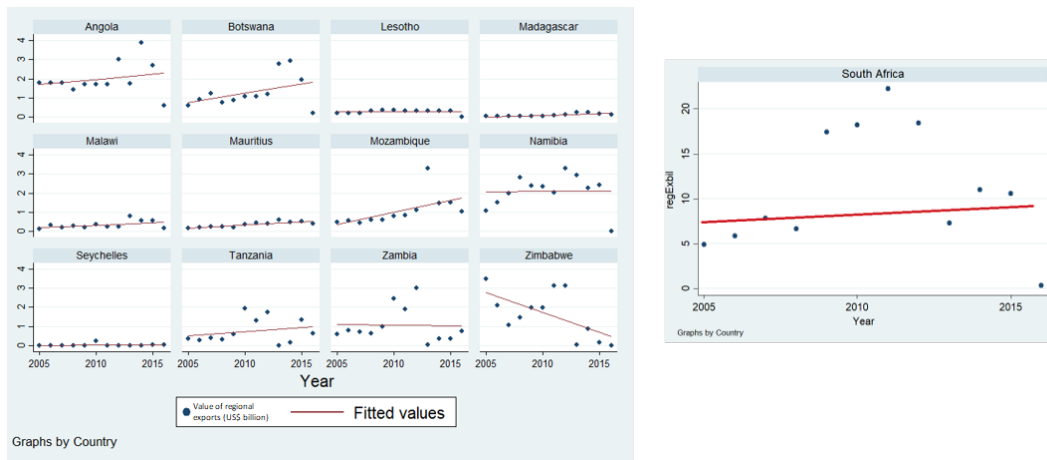 Angola Botswana Lesotho Madagascar
4
3
2
1
0
Malawi Mauritius Mozambique Namibia
4
3
2
1
0
Seychelles Tanzania Zambia Zimbabwe
4
3
2
1
0
2005 2010 2015 2005 2010 2015 2005 2010 2015 2005 2010 2015
Year
Value of regional
exports (US$ billion)
Fitted values
Graphs by Country
South Africa
regExbil
20
15
10
5
0
2005 2010 2015
Year
Graphs by Country